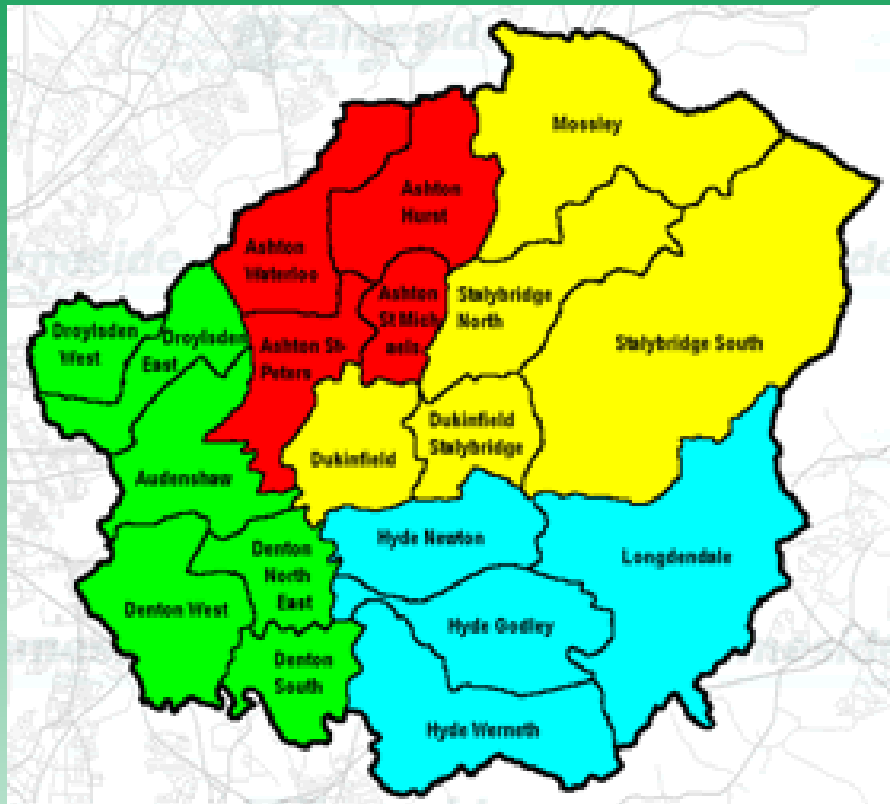 Tameside
Mossley
Ashton
Hurst
Ashton
Waterloo
Ashton
St Mich
aels
Stalybridge
North
Droylsden
West
Droylsden
East
Ashton St-
Peters
Stalybridge South
Dukinfield
Stalybridge
Dukinfield
Audenshaw
Hyde Newton
Denton
North
East
Longdendale
Denton West
Hyde Godley
Denton
South
Hyde Werneth